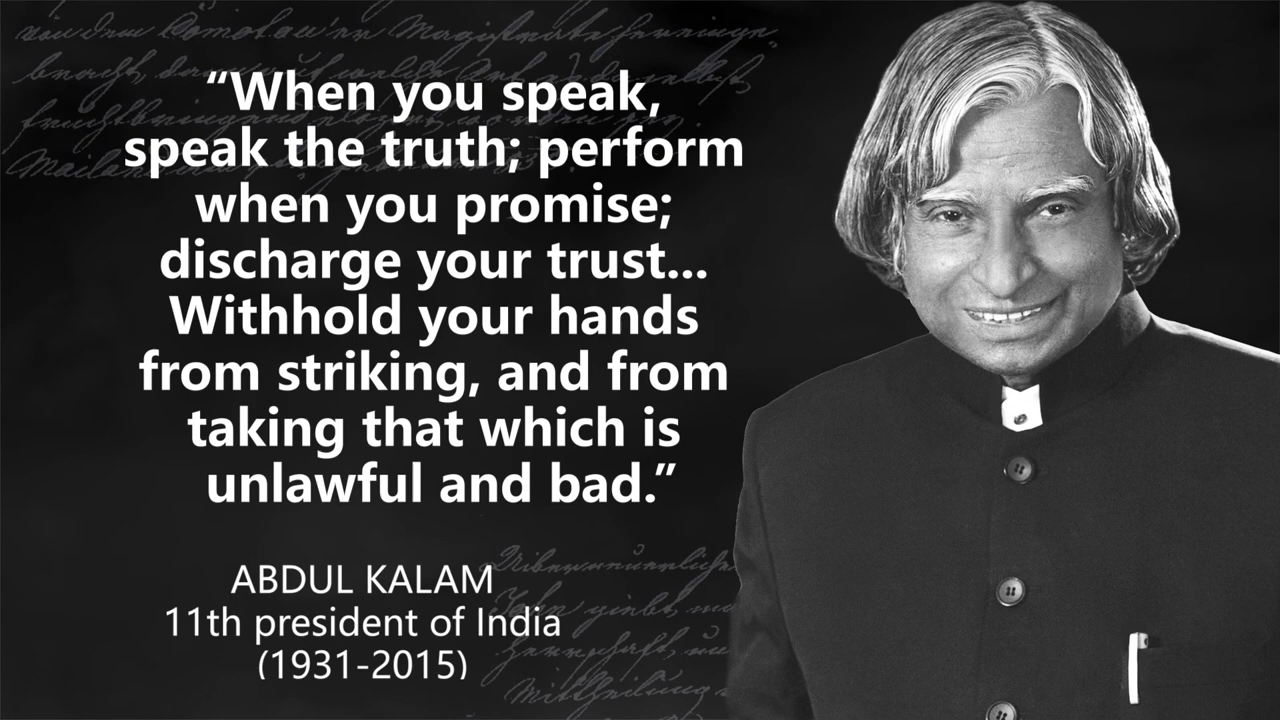 “When you speak,
speak the truth; perform
when you promise;
discharge your trust...
Withhold your hands
from striking, and from
taking that which is
unlawful and bad.”
ABDUL KALAM
11th president of India
(1931-2015)